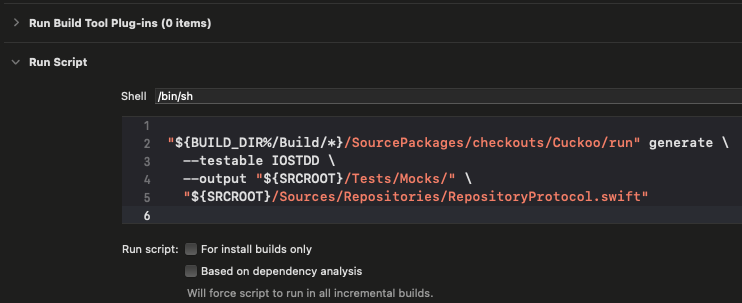 Run Build Tool Plug-ins (0 items)
Run Script
Shell /bin/sh
1
2 "${BUILD_DIR%/Build/*}/SourcePackages/checkouts/Cuckoo/run" generate \
3 --testable IOSTDD \
4 --output "${SRCROOT}/Tests/Mocks/" \
5 "${SRCROOT}/Sources/Repositories/RepositoryProtocol.swift"
6
Run script: For install builds only
Based on dependency analysis
Will force script to run in all incremental builds.